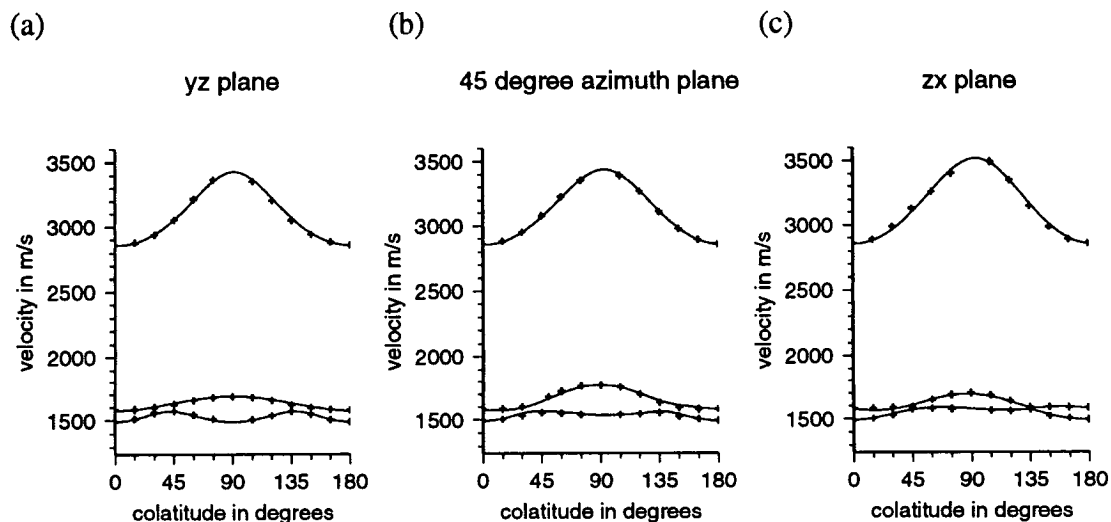 (a)
yz plane
velocity in m/s
3500
3000
2500
2000
1500
0 45 90 135 180
colatitude in degrees
(b)
45 degree azimuth plane
velocity in m/s
3500
3000
2500
2000
1500
0 45 90 135 180
colatitude in degrees
(c)
zx plane
velocity in m/s
3500
3000
2500
2000
1500
0 45 90 135 180
colatitude in degrees